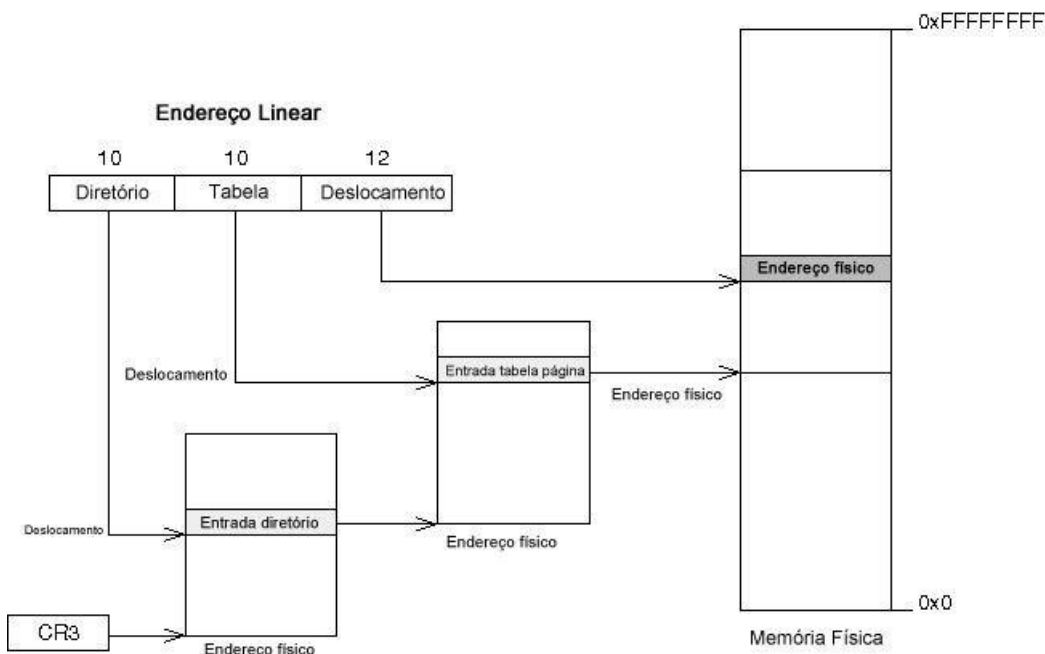 0xFFFFFFFF
Endereço Linear
10 10 12
Diretório Tabela Deslocamento
Endereço físico
Deslocamento
Entrada tabela página
Endereço físico
Deslocamento
Entrada diretório
Endereço físico
CR3
Endereço físico
0x0
Memória Física